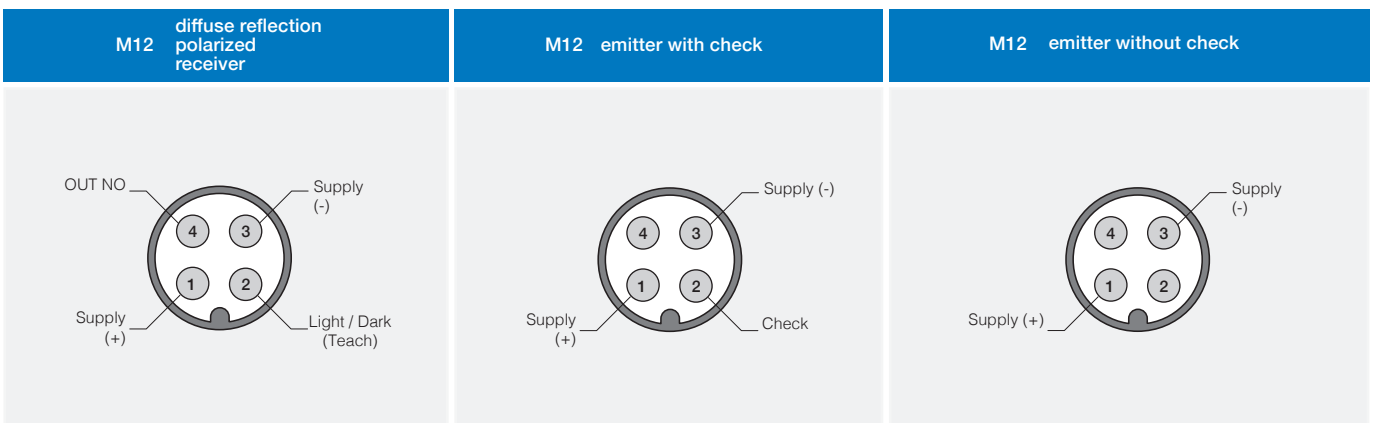 M12
diffuse reflection
polarized
receiver
OUT NO
Supply
(-)
4
3
1
2
Supply
(+)
Light / Dark
(Teach)
M12 emitter with check
Supply (-)
4
3
1
2
Supply
(+)
Check
M12 emitter without check
Supply
(-)
4
3
1
2
Supply (+)